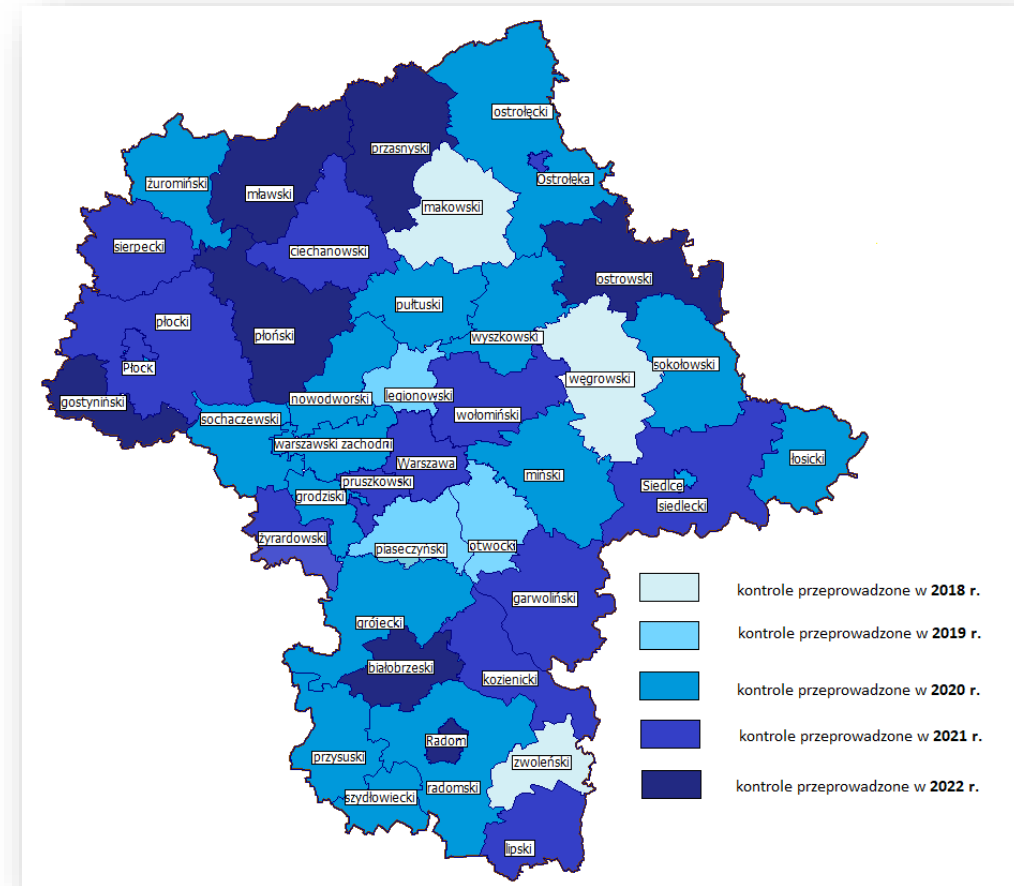 ostrołęcki
przasnyski
Ostrołęka
żuromiński
mławski
makowski
sierpecki
ciechanowski
ostrowski
pułtuski
płocki
płoński
wyszkowski
sokołowski
Płock
węgrowski
gostyniński
nowodworski
legionowski
wołomiński
sochaczewski
warszawski zachodni
Warszawa
łosicki
pruszkowski
miński
Siedlce
grodziski
siedlecki
żyrardowski
piaseczyński
otwocki
garwoliński
grójecki
białobrzeski
kozienicki
Radom
przysuski
zwoleński
szydłowiecki
radomski
lipski
kontrole przeprowadzone w 2018 r.
kontrole przeprowadzone w 2019 r.
kontrole przeprowadzone w 2020 r.
kontrole przeprowadzone w 2021 r.
kontrole przeprowadzone w 2022 r.